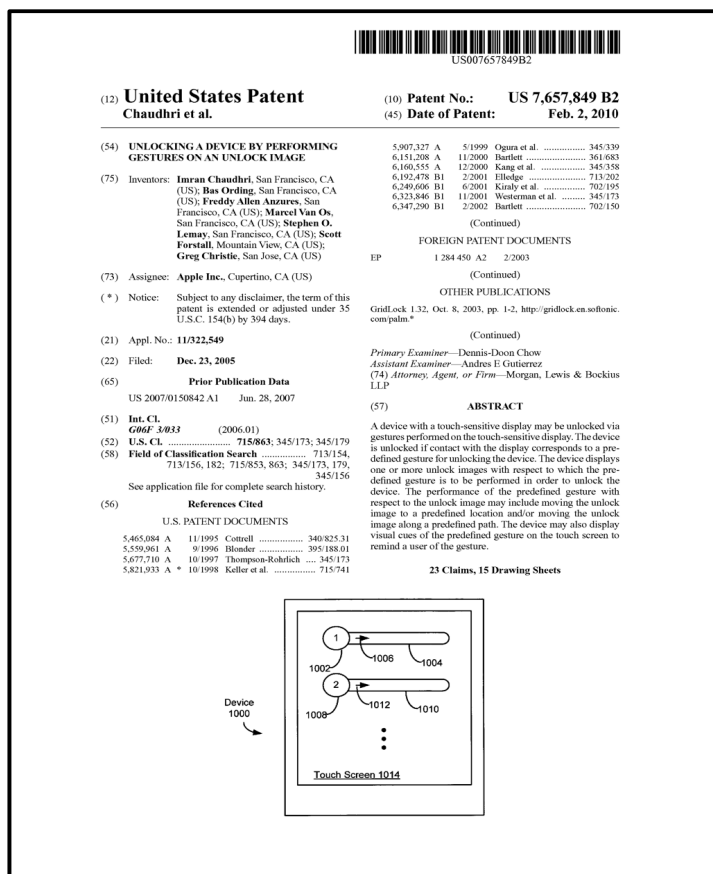 US007657849B2
(12) United States Patent
Chaudhri et al.
(10) Patent No.: US 7,657,849 B2
(45) Date of Patent: Feb. 2, 2010
(54) UNLOCKING A DEVICE BY PERFORMING
GESTURES ON AN UNLOCK IMAGE
(75) Inventors: Imran Chaudhri, San Francisco, CA
(US); Bas Ording, San Francisco, CA
(US); Freddy Allen Anzures, San
Francisco, CA (US); Marcel Van Os,
San Francisco, CA (US); Stephen O.
Lemay, San Francisco, CA (US); Scott
Forstall, Mountain View, CA (US);
Greg Christie, San Jose, CA (US)
(73) Assignee: Apple Inc., Cupertino, CA (US)
( * ) Notice: Subject to any disclaimer, the term of this
patent is extended or adjusted under 35
U.S.C. 154(b) by 394 days.
(21) Appl. No.: 11/322,549
(22) Filed: Dec. 23, 2005
(65) Prior Publication Data
US 2007/0150842 A1 Jun. 28, 2007
(51) Int. Cl.
G06F 3/033 (2006.01)
(52) U.S. Cl. ..................... 715/863; 345/173; 345/179
(58) Field of Classification Search ................ 713/154,
713/156, 182; 715/853, 863; 345/173, 179,
345/156
See application file for complete search history.
(56) References Cited
U.S. PATENT DOCUMENTS
5,465,084 A 11/1995 Cottrell ................. 340/825.31
5,559,961 A 9/1996 Blonder ................. 395/188.01
5,677,710 A 10/1997 Thompson-Rohrlich .... 345/173
5,821,933 A * 10/1998 Keller et al. ................ 715/741
5,907,327 A 5/1999 Ogura et al. ............... 345/339
6,151,208 A 11/2000 Bartlett ..................... 361/683
6,160,555 A 12/2000 Kang et al. ................ 345/358
6,192,478 B1 2/2001 Elledge ..................... 713/202
6,249,606 B1 6/2001 Kiraly et al. ............... 702/195
6,323,846 B1 11/2001 Westerman et al. ........ 345/173
6,347,290 B1 2/2002 Bartlett ..................... 702/150
(Continued)
FOREIGN PATENT DOCUMENTS
EP 1 284 450 A2 2/2003
(Continued)
OTHER PUBLICATIONS
GridLock 1.32, Oct. 8, 2003, pp. 1-2, http://gridlock.en.softonic.
com/palm.*
(Continued)
Primary Examiner—Dennis-Doon Chow
Assistant Examiner—Andres E Gutierrez
(74) Attorney, Agent, or Firm—Morgan, Lewis & Bockius
LLP
(57) ABSTRACT
A device with a touch-sensitive display may be unlocked via
gestures performed on the touch-sensitive display. The device
is unlocked if contact with the display corresponds to a pre-
defined gesture for unlocking the device. The device displays
one or more unlock images with respect to which the pre-
defined gesture is to be performed in order to unlock the
device. The performance of the predefined gesture with
respect to the unlock image may include moving the unlock
image to a predefined location and/or moving the unlock
image along a predefined path. The device may also display
visual cues of the predefined gesture on the touch screen to
remind a user of the gesture.
23 Claims, 15 Drawing Sheets
1
1002 1006 1004
2
1008 1012 1010
Device
1000
Touch Screen 1014